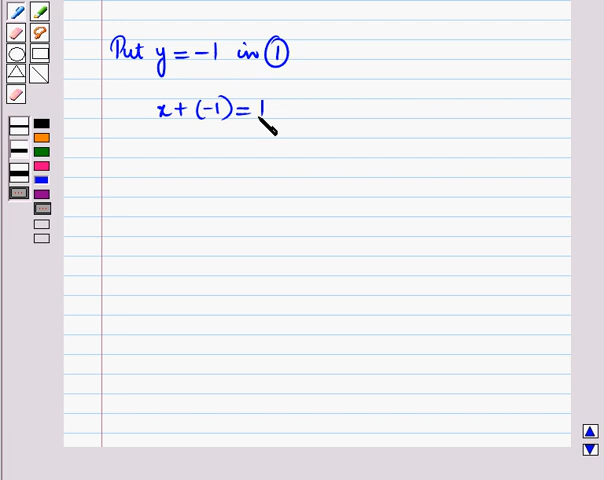 Put y = -1 in ①
x + (-1) = 1